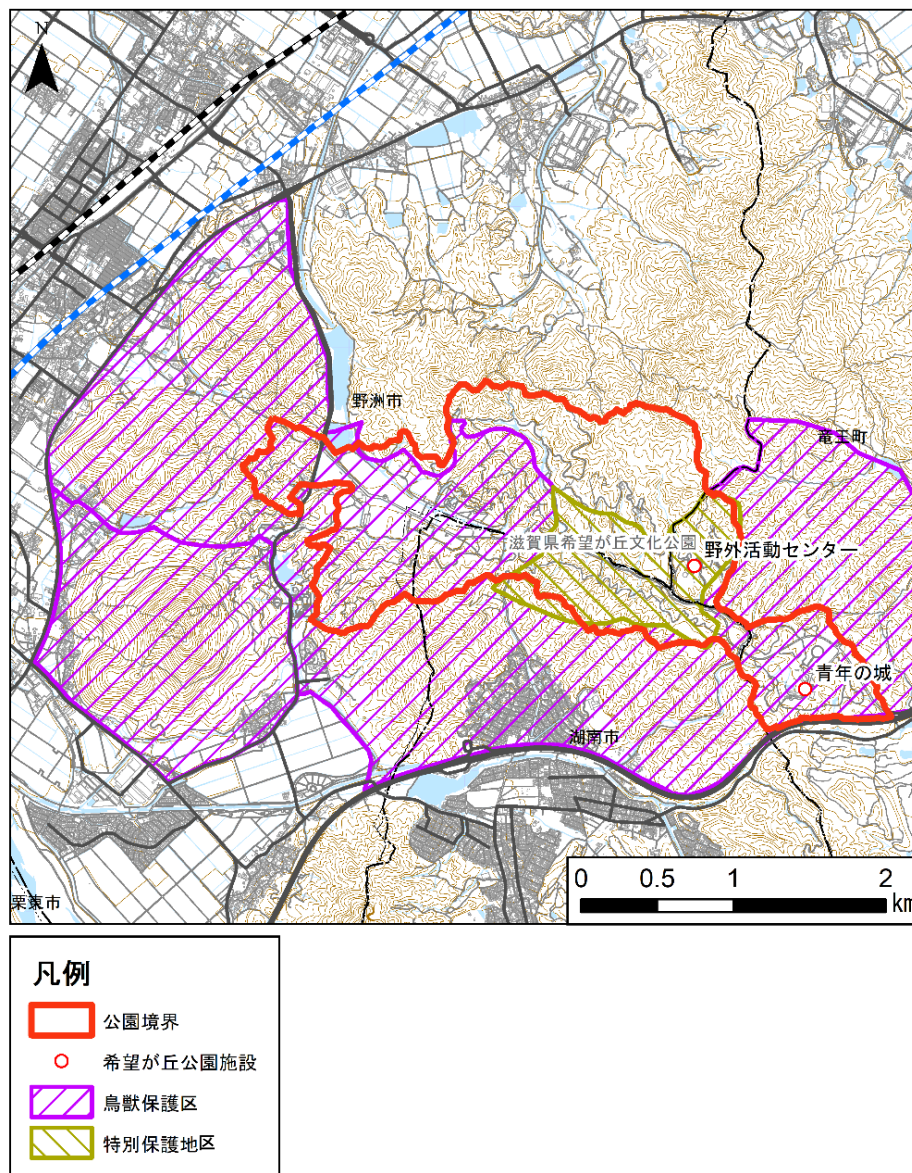 N
野洲市
竜王町
滋賀県希望が丘文化公園
野外活動センター
青年の城
湖南市
栗東市
0 0.5 1 2
km
凡例
公園境界
希望が丘公園施設
鳥獣保護区
特別保護地区